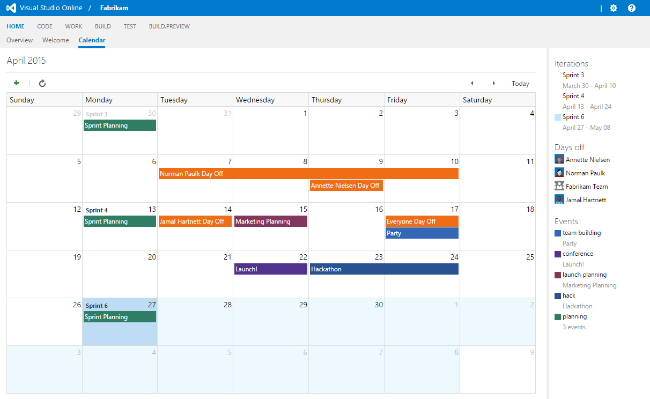 Visual Studio Online / Fabrikam
HOME CODE WORK BUILD TEST BUILD.PREVIEW
Overview Welcome Calendar
April 2015
Today
Sunday Monday Tuesday Wednesday Thursday Friday Saturday
29 Sprint 3 30 31 1 2 3 4
Sprint Planning
5 6 7 8 9 10 11
Norman Paulk Day Off
Annette Nielsen Day Off
12 Sprint 4 13 14 15 16 17 18
Sprint Planning Jamal Hartnett Day Off Marketing Planning Everyone Day Off
Party
19 20 21 22 23 24 25
Launch! Hackathon
26 Sprint 6 27 28 29 30 1 2
Sprint Planning
3 4 5 6 7 8 9
Iterations
Sprint 3
March 30 - April 10
Sprint 4
April 13 - April 24
Sprint 6
April 27 - May 08
Days off
Annette Nielsen
Norman Paulk
Fabrikam Team
Jamal Hartnett
Events
team building
Party
conference
Launch!
launch planning
Marketing Planning
hack
Hackathon
planning
3 events